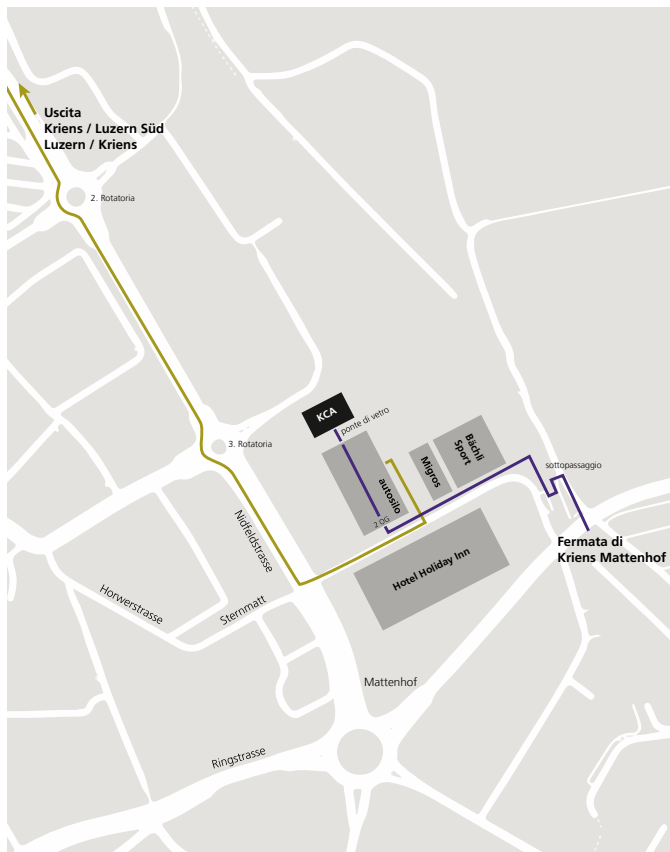 Uscita
Kriens / Luzern Süd
Luzern / Kriens
2. Rotatoria
KCA
ponte di vetro
3. Rotatoria
Bächli
Sport
Migros
sottopassaggio
autosilo
2.OG
Nidfeldstrasse
Fermata di
Kriens Mattenhof
Hotel Holiday Inn
Horwerstrasse
Sternmatt
Mattenhof
Ringstrasse